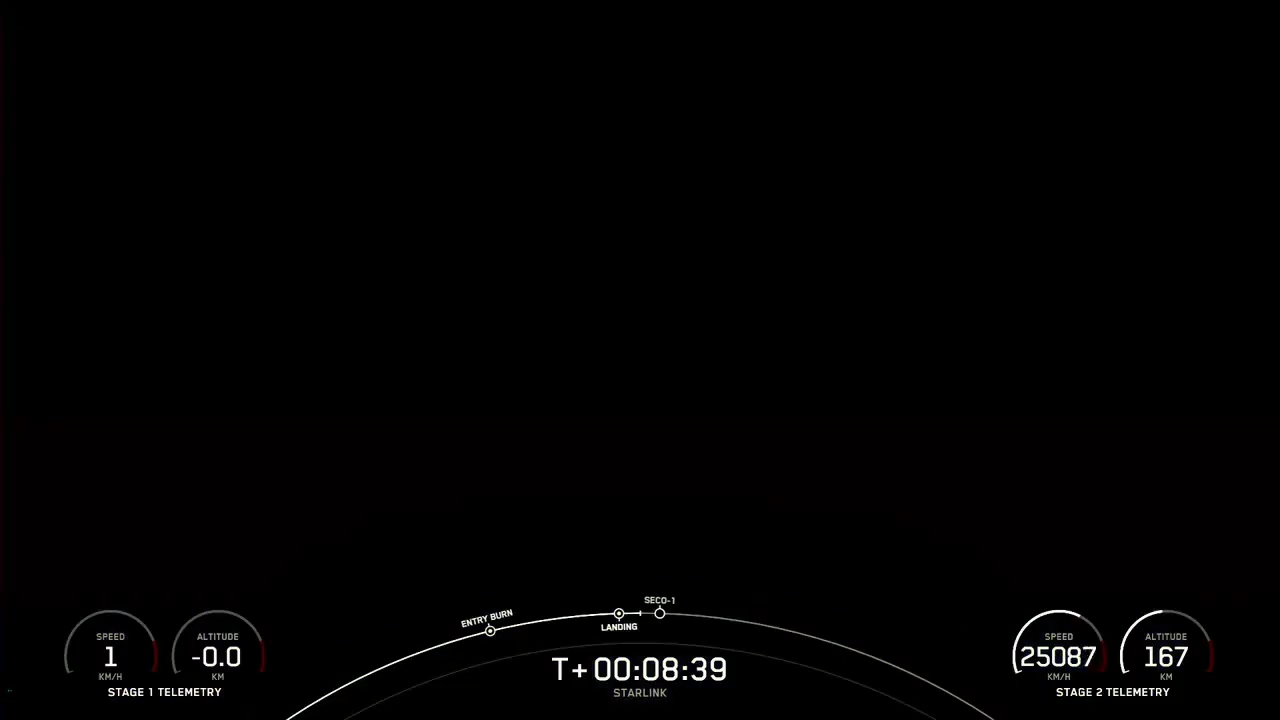 ENTRY BURN
LANDING
SECO-1
SPEED
1
KM/H
ALTITUDE
-0.0
KM
STAGE 1 TELEMETRY
T+00:08:39
STARLINK
SPEED
25087
KM/H
ALTITUDE
167
KM
STAGE 2 TELEMETRY